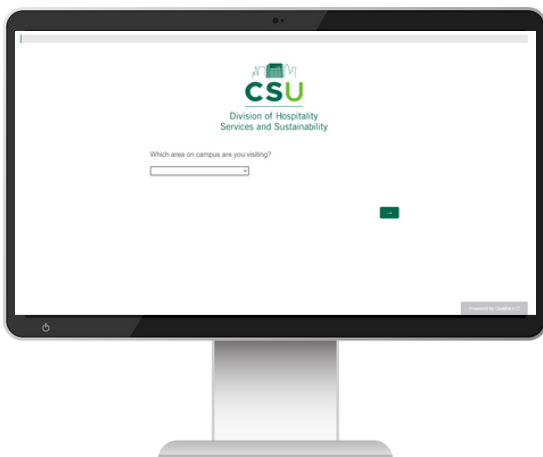 CSU
Division of Hospitality
Services and Sustainability
Which area on campus are you visiting?
→
Powered by Qualtrics